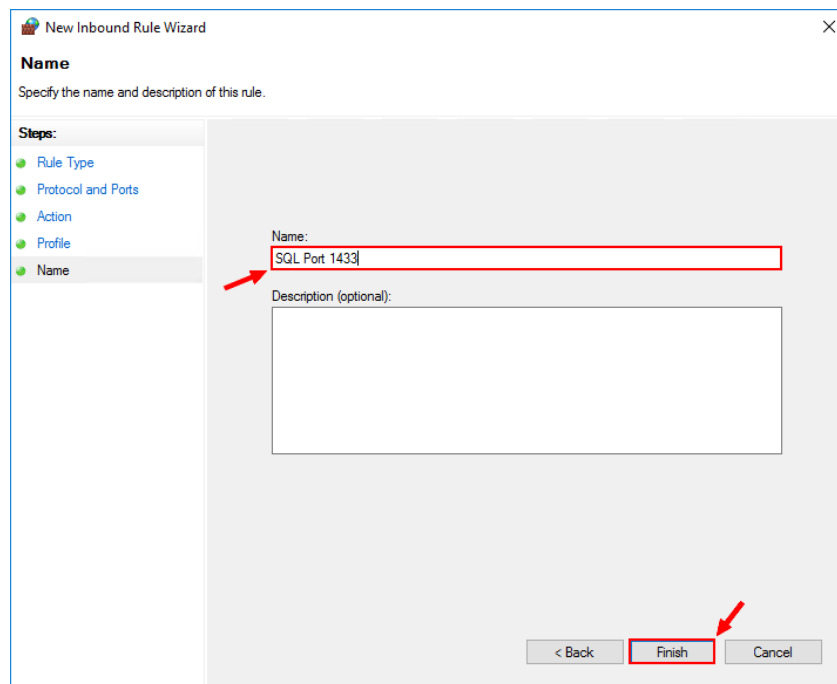 New Inbound Rule Wizard
Name
Specify the name and description of this rule.
Steps:
Rule Type
Protocol and Ports
Action
Profile
Name
Name:
SQL Port 1433
Description (optional):
< Back Finish Cancel